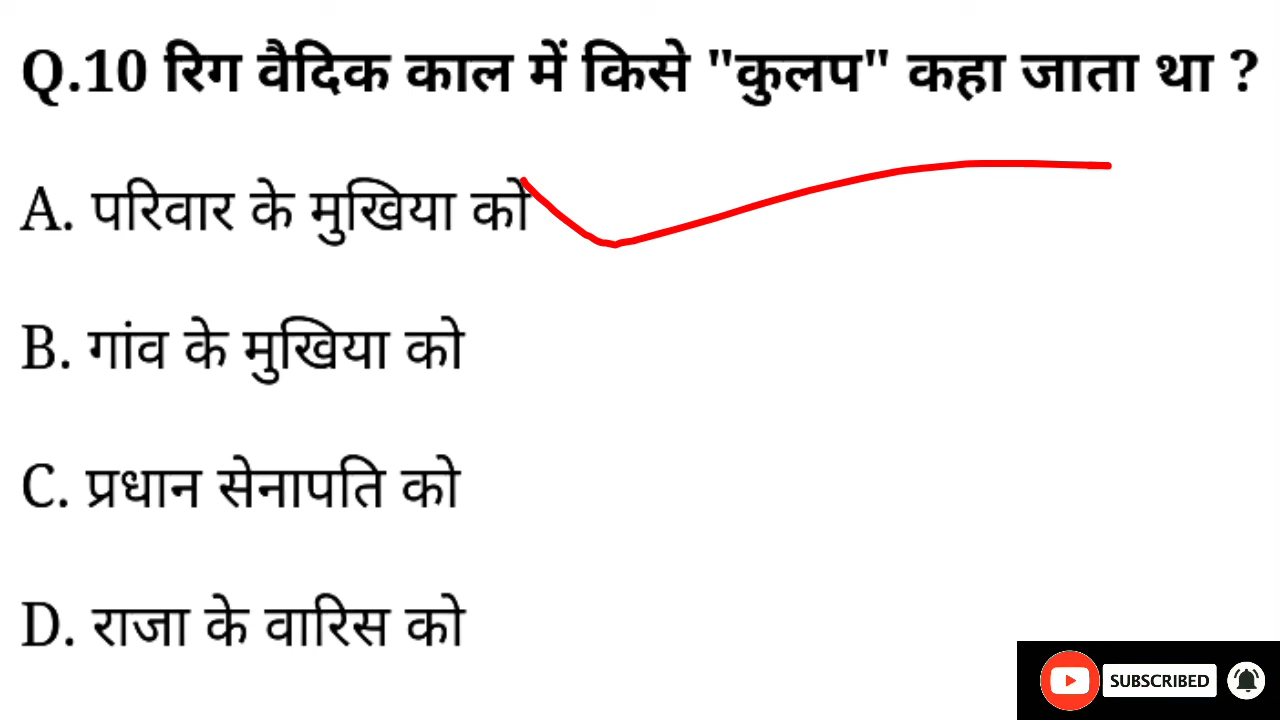 Q.10 रिग वैदिक काल में किसे "कुलप" कहा जाता था ?
A. परिवार के मुखिया को
B. गांव के मुखिया को
C. प्रधान सेनापति को
D. राजा के वारिस को
SUBSCRIBED